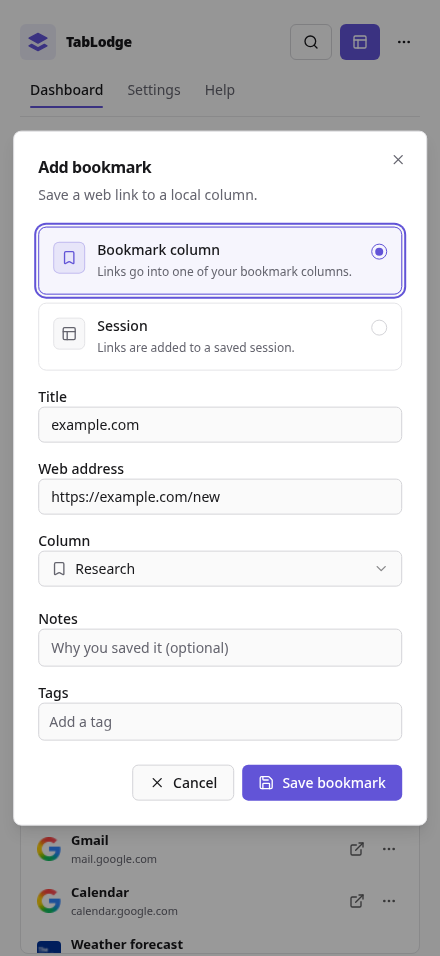 TabLodge
Dashboard Settings Help
Add bookmark
Save a web link to a local column.
Bookmark column
Links go into one of your bookmark columns.
Session
Links are added to a saved session.
Title
example.com
Web address
https://example.com/new
Column
Research
Notes
Why you saved it (optional)
Tags
Add a tag
Cancel Save bookmark
Gmail
mail.google.com
Calendar
calendar.google.com
Weather forecast